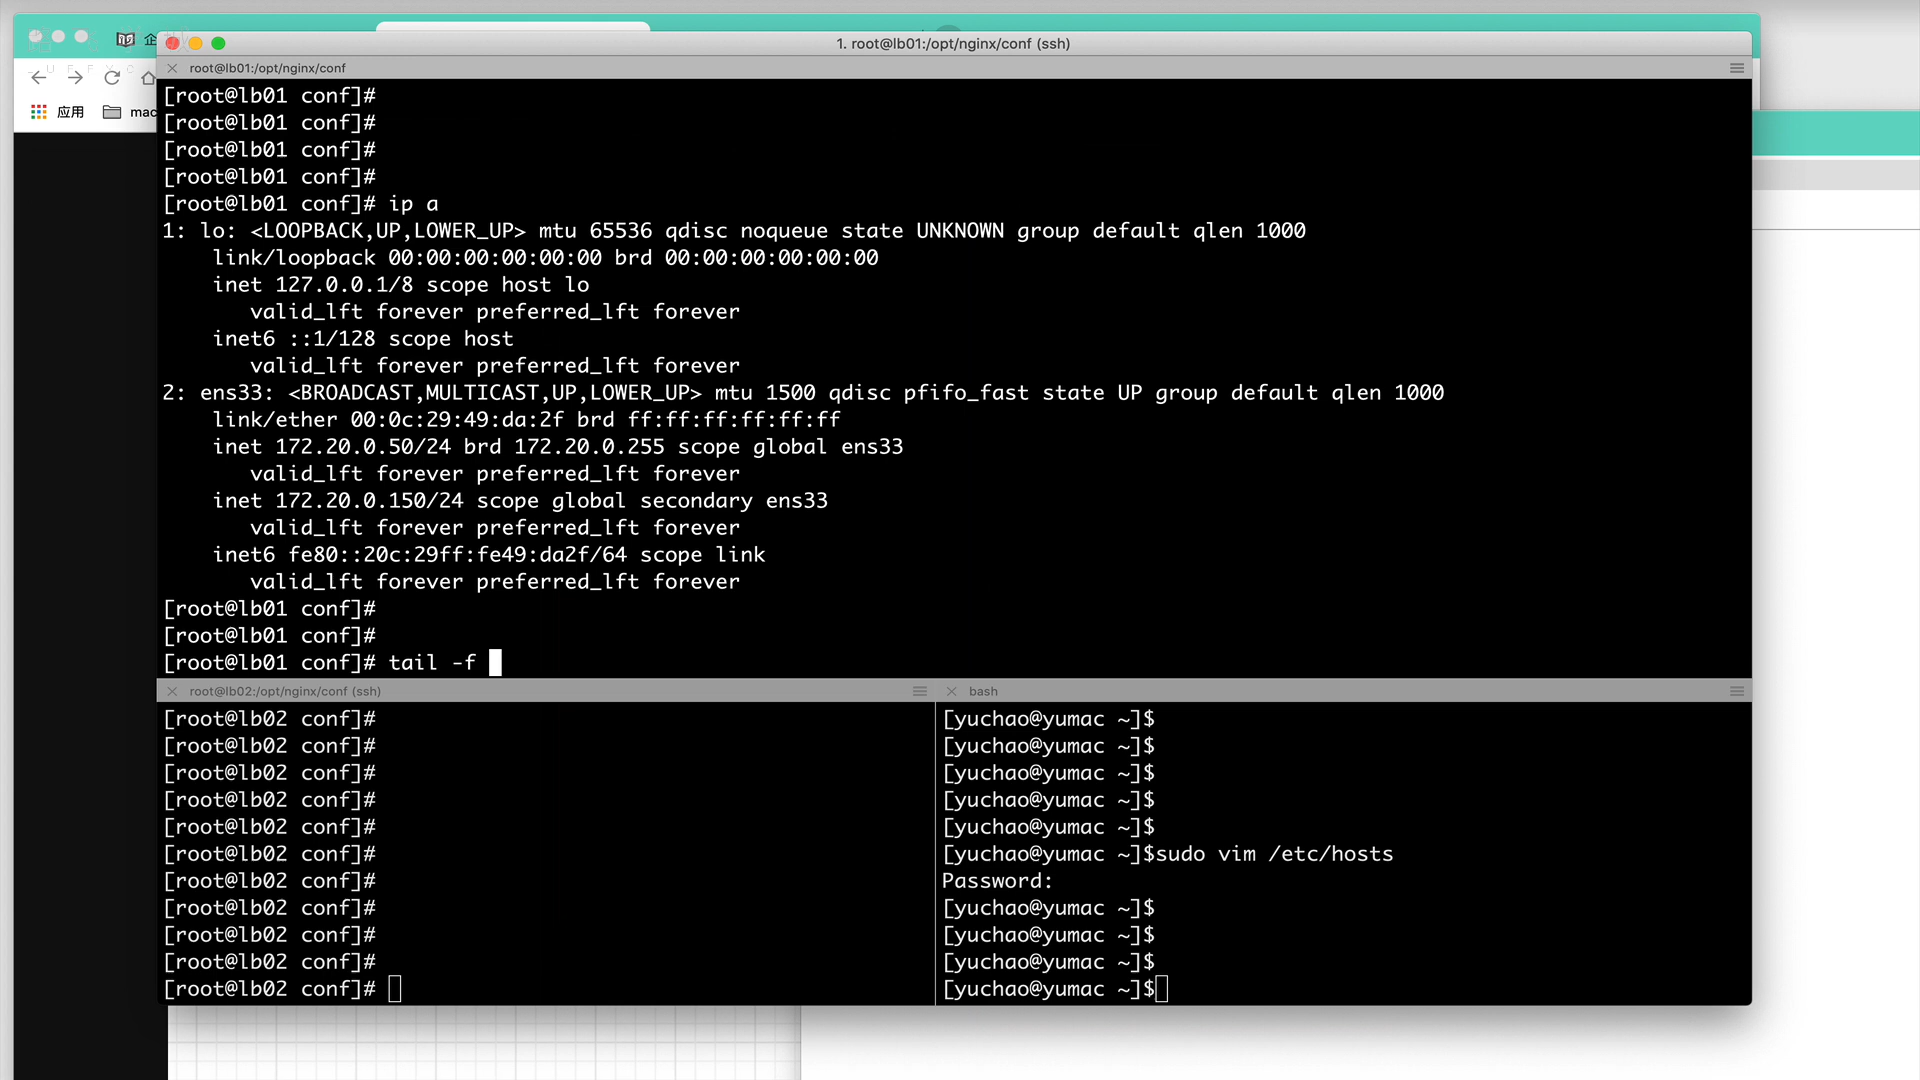 企
1. root@lb01:/opt/nginx/conf (ssh)
root@lb01:/opt/nginx/conf
应用
mac
[root@lb01 conf]#
[root@lb01 conf]#
[root@lb01 conf]#
[root@lb01 conf]#
[root@lb01 conf]# ip a
1: lo: <LOOPBACK,UP,LOWER_UP> mtu 65536 qdisc noqueue state UNKNOWN group default qlen 1000
    link/loopback 00:00:00:00:00:00 brd 00:00:00:00:00:00
    inet 127.0.0.1/8 scope host lo
       valid_lft forever preferred_lft forever
    inet6 ::1/128 scope host
       valid_lft forever preferred_lft forever
2: ens33: <BROADCAST,MULTICAST,UP,LOWER_UP> mtu 1500 qdisc pfifo_fast state UP group default qlen 1000
    link/ether 00:0c:29:49:da:2f brd ff:ff:ff:ff:ff:ff
    inet 172.20.0.50/24 brd 172.20.0.255 scope global ens33
       valid_lft forever preferred_lft forever
    inet 172.20.0.150/24 scope global secondary ens33
       valid_lft forever preferred_lft forever
    inet6 fe80::20c:29ff:fe49:da2f/64 scope link
       valid_lft forever preferred_lft forever
[root@lb01 conf]#
[root@lb01 conf]#
[root@lb01 conf]# tail -f
root@lb02:/opt/nginx/conf (ssh)
[root@lb02 conf]#
[root@lb02 conf]#
[root@lb02 conf]#
[root@lb02 conf]#
[root@lb02 conf]#
[root@lb02 conf]#
[root@lb02 conf]#
[root@lb02 conf]#
[root@lb02 conf]#
[root@lb02 conf]#
[root@lb02 conf]#
bash
[yuchao@yumac ~]$
[yuchao@yumac ~]$
[yuchao@yumac ~]$
[yuchao@yumac ~]$
[yuchao@yumac ~]$
[yuchao@yumac ~]$sudo vim /etc/hosts
Password:
[yuchao@yumac ~]$
[yuchao@yumac ~]$
[yuchao@yumac ~]$
[yuchao@yumac ~]$